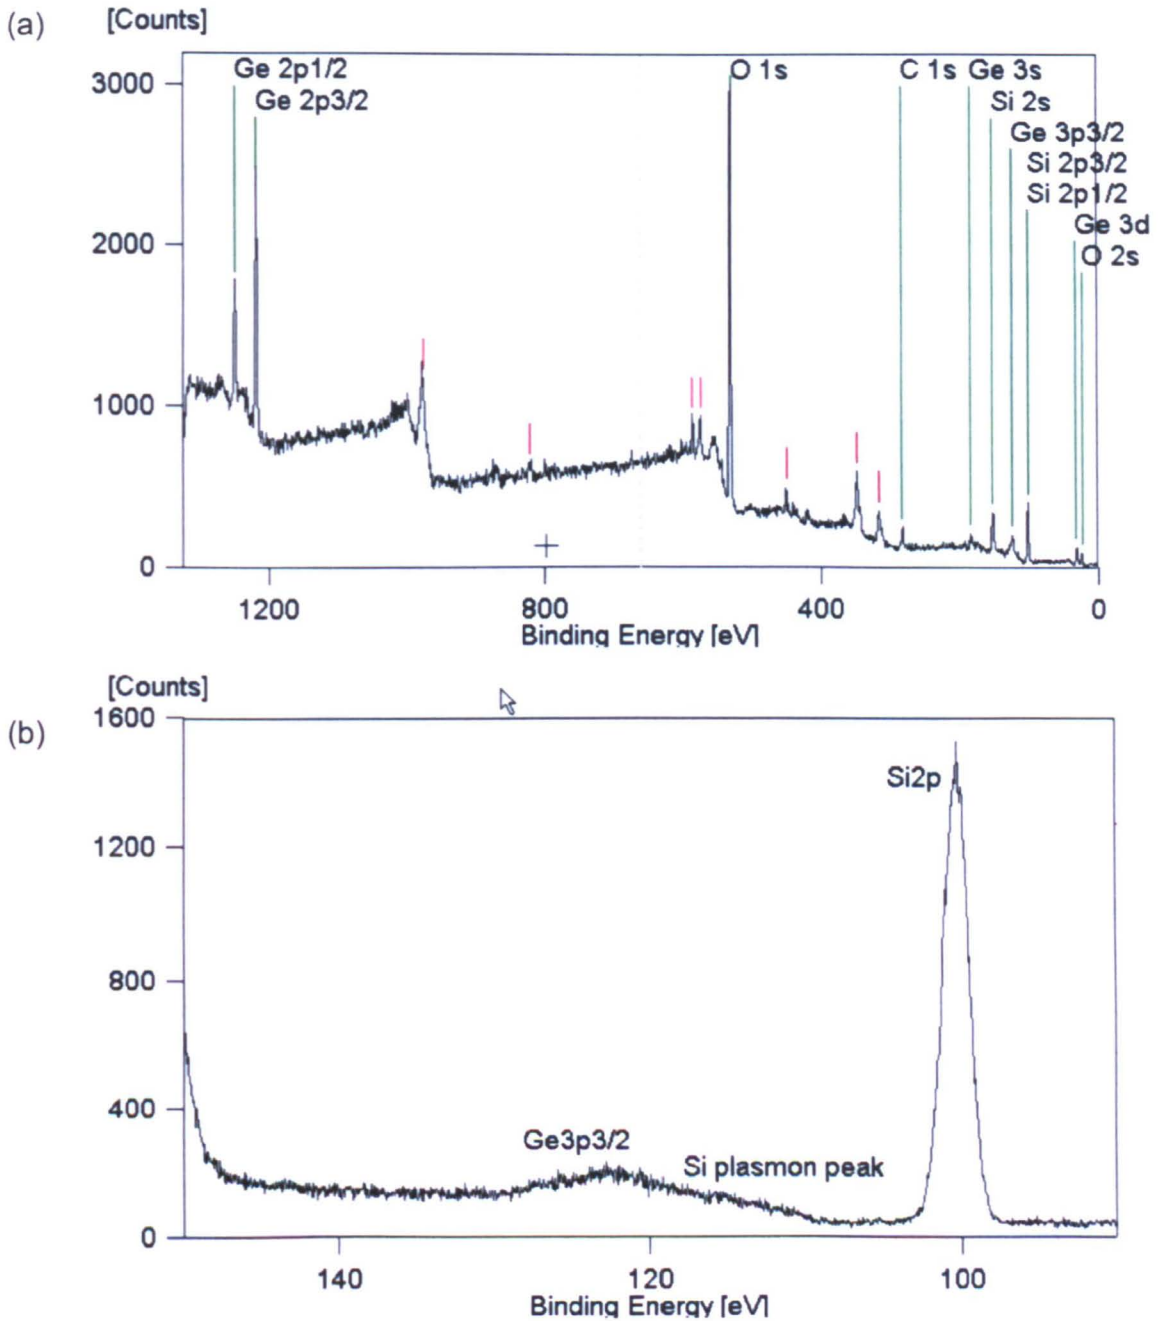 (a)
[Counts]
3000
2000
1000
0
Ge 2p1/2
Ge 2p3/2
O 1s
C 1s
Ge 3s
Si 2s
Ge 3p3/2
Si 2p3/2
Si 2p1/2
Ge 3d
O 2s
1200
800
400
0
Binding Energy [eV]
(b)
[Counts]
1600
1200
800
400
0
Si2p
Ge3p3/2
Si plasmon peak
140
120
100
Binding Energy [eV]